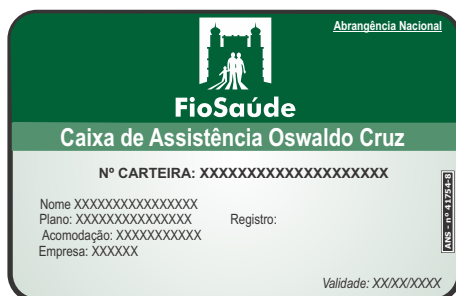 Abrangência Nacional
FioSaúde
Caixa de Assistência Oswaldo Cruz
Nº CARTEIRA: XXXXXXXXXXXXXXXXXXXX
Nome XXXXXXXXXXXXXXXX
Plano: XXXXXXXXXXXXXXX Registro:
Acomodação: XXXXXXXXXXX
Empresa: XXXXXX
ANS - nº 41754-8
Validade: XX/XX/XXXX